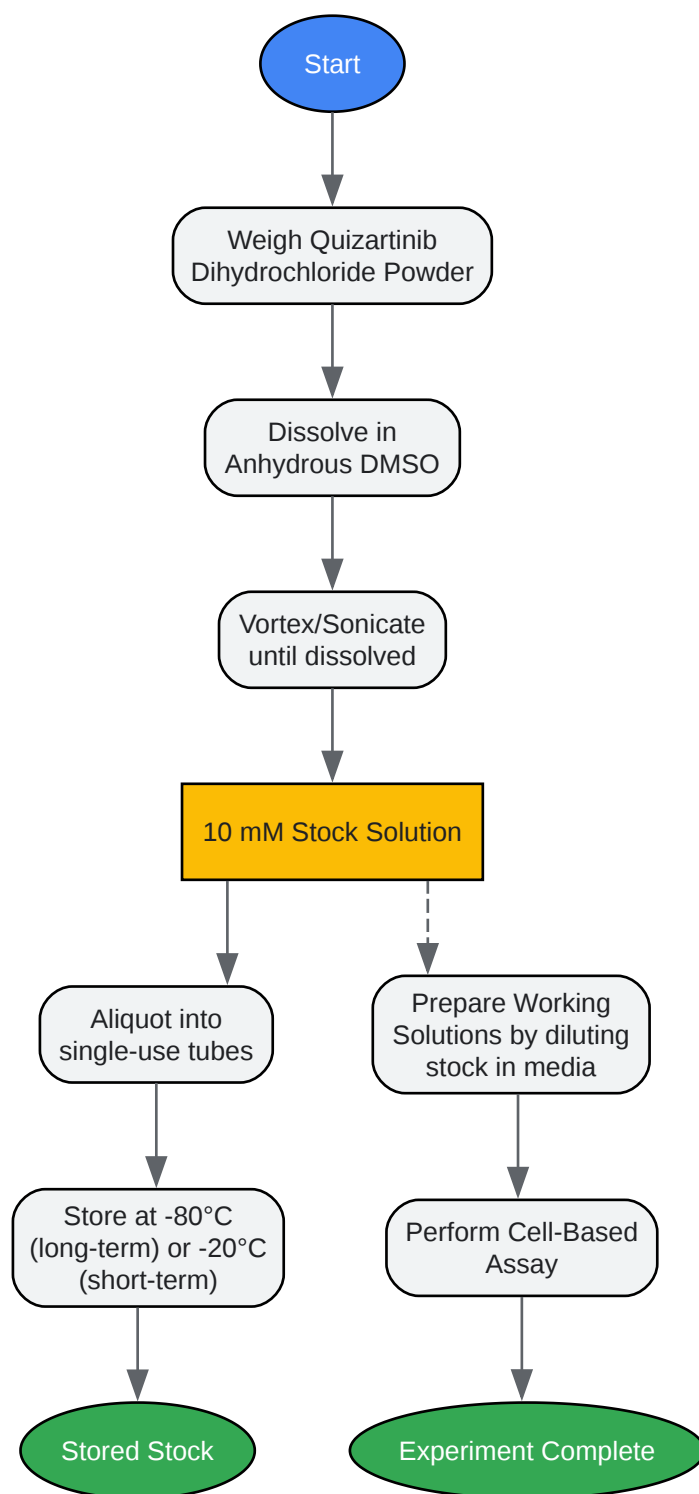 Start
Weigh Quizartinib
Dihydrochloride Powder
Dissolve in
Anhydrous DMSO
Vortex/Sonicate
until dissolved
10 mM Stock Solution
Aliquot into
single-use tubes
Prepare Working
Solutions by diluting
stock in media
Store at -80°C
(long-term) or -20°C
(short-term)
Perform Cell-Based
Assay
Stored Stock
Experiment Complete